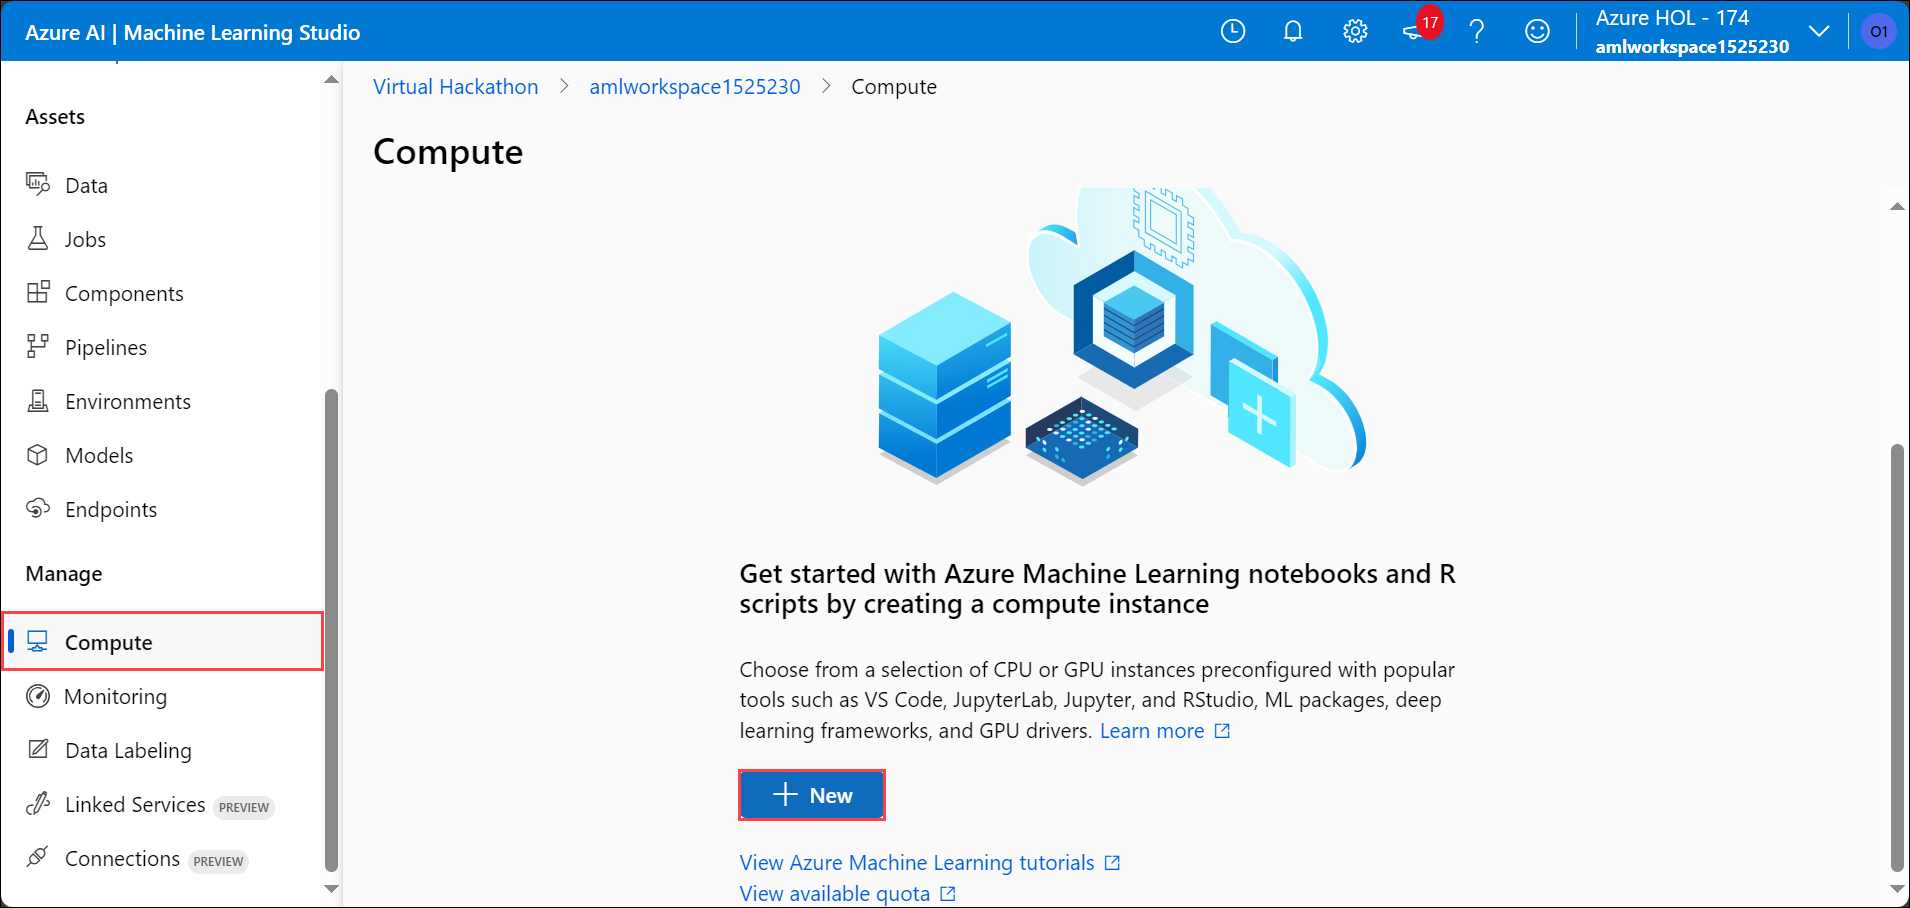 Azure AI | Machine Learning Studio
17
Azure HOL - 174
amlworkspace1525230
O1
Assets
Data
Jobs
Components
Pipelines
Environments
Models
Endpoints
Manage
Compute
Monitoring
Data Labeling
Linked Services PREVIEW
Connections PREVIEW
Virtual Hackathon > amlworkspace1525230 > Compute
Compute
Get started with Azure Machine Learning notebooks and R
scripts by creating a compute instance
Choose from a selection of CPU or GPU instances preconfigured with popular
tools such as VS Code, JupyterLab, Jupyter, and RStudio, ML packages, deep
learning frameworks, and GPU drivers. Learn more
+ New
View Azure Machine Learning tutorials
View available quota